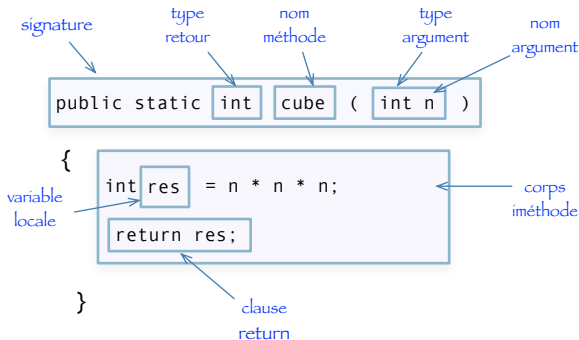 signature
type
retour
nom
méthode
type
argument
nom
argument
public static int cube ( int n )
{
int res = n * n * n;
variable
locale
corps
iméthode
return res;
}
clause
return